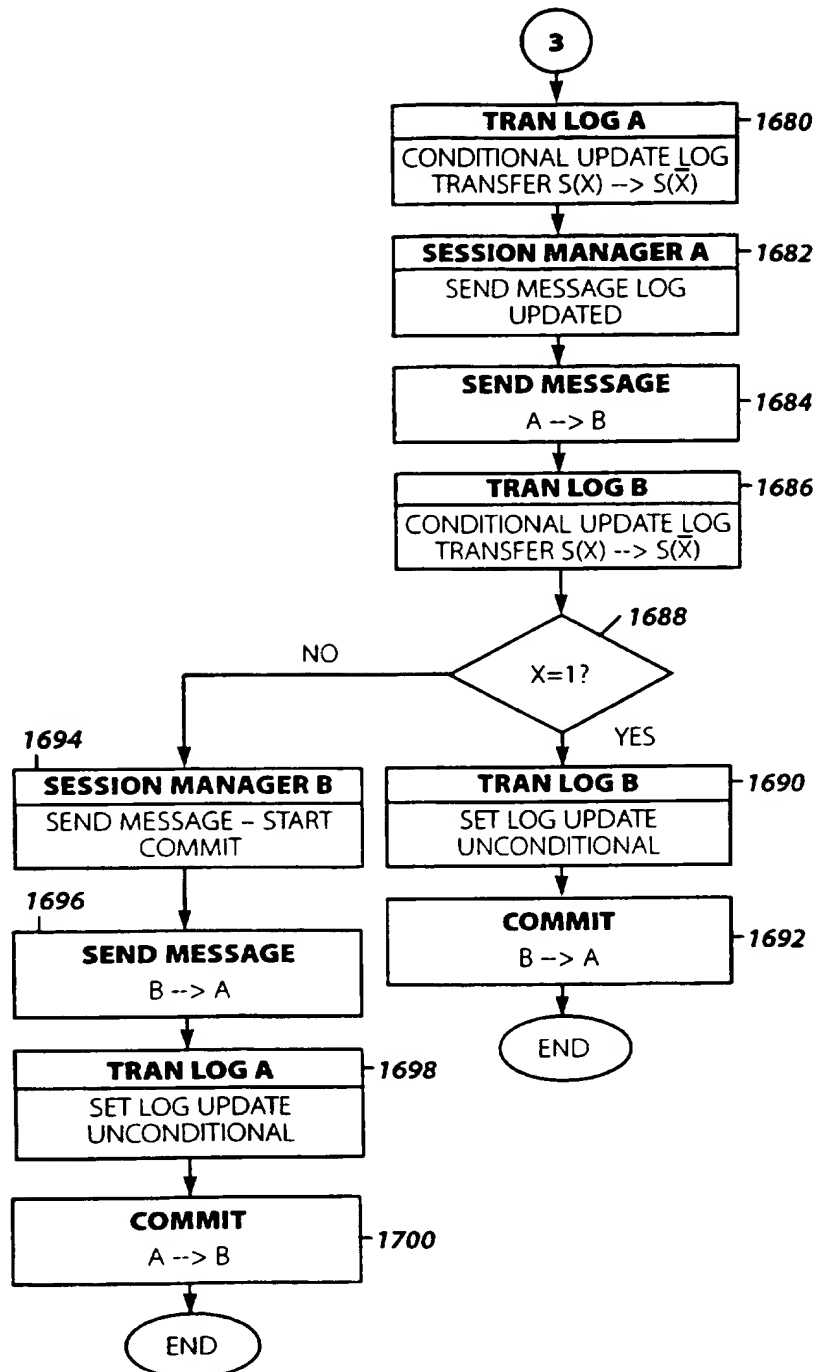 3
TRAN LOG A
1680
CONDITIONAL UPDATE LOG
TRANSFER S(X) --> S(X̅)
SESSION MANAGER A
1682
SEND MESSAGE LOG
UPDATED
SEND MESSAGE
1684
A --> B
TRAN LOG B
1686
CONDITIONAL UPDATE LOG
TRANSFER S(X) --> S(X̅)
1688
X=1?
NO
YES
1694
SESSION MANAGER B
SEND MESSAGE – START
COMMIT
TRAN LOG B
1690
SET LOG UPDATE
UNCONDITIONAL
1696
SEND MESSAGE
B --> A
COMMIT
1692
B --> A
END
TRAN LOG A
1698
SET LOG UPDATE
UNCONDITIONAL
COMMIT
1700
A --> B
END